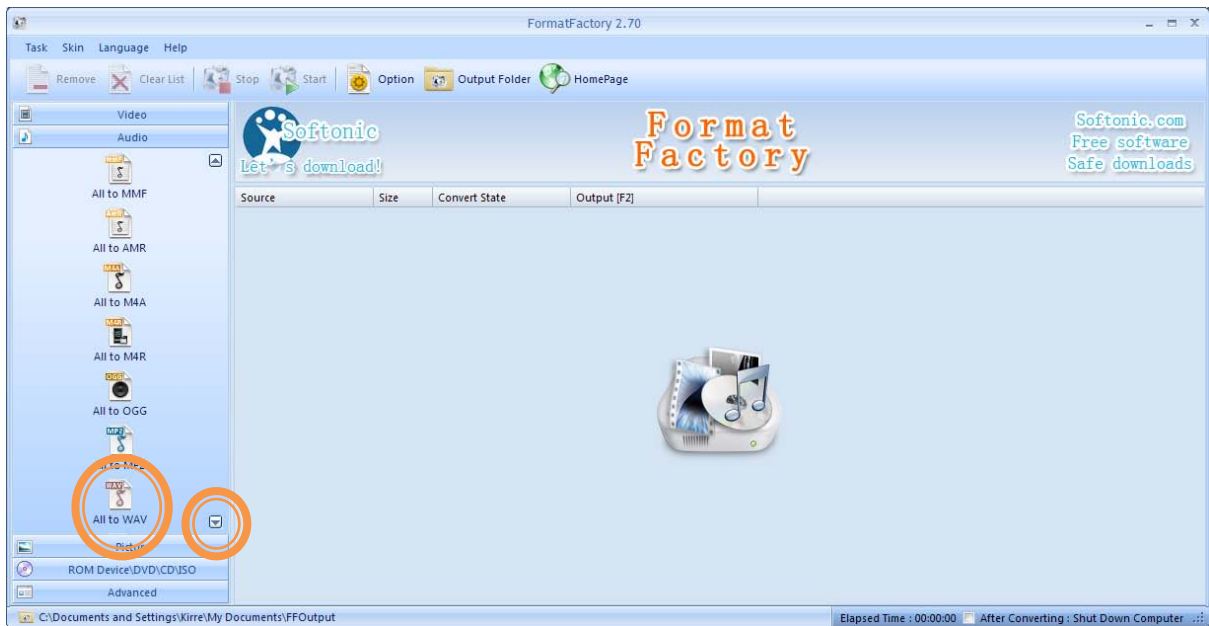 FormatFactory 2.70
Task Skin Language Help
Remove Clear List Stop Start Option Output Folder HomePage
Video
Audio
All to MMF
All to AMR
All to M4A
All to M4R
All to OGG
All to WAV
ROM Device\DVD\CD\ISO
Advanced
Softonic
Let's download!
Format
Factory
Softonic.com
Free software
Safe downloads
Source Size Convert State Output [F2]
C:\Documents and Settings\Kirre\My Documents\FFOutput
Elapsed Time : 00:00:00 After Converting : Shut Down Computer